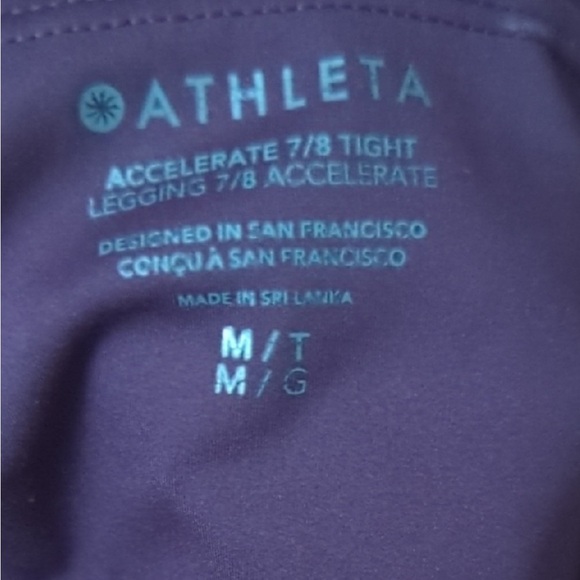 ATHLETA
ACCELERATE 7/8 TIGHT
LEGGING 7/8 ACCELERATE
DESIGNED IN SAN FRANCISCO
CONÇU À SAN FRANCISCO
MADE IN SRI LANKA
M / T
M / G